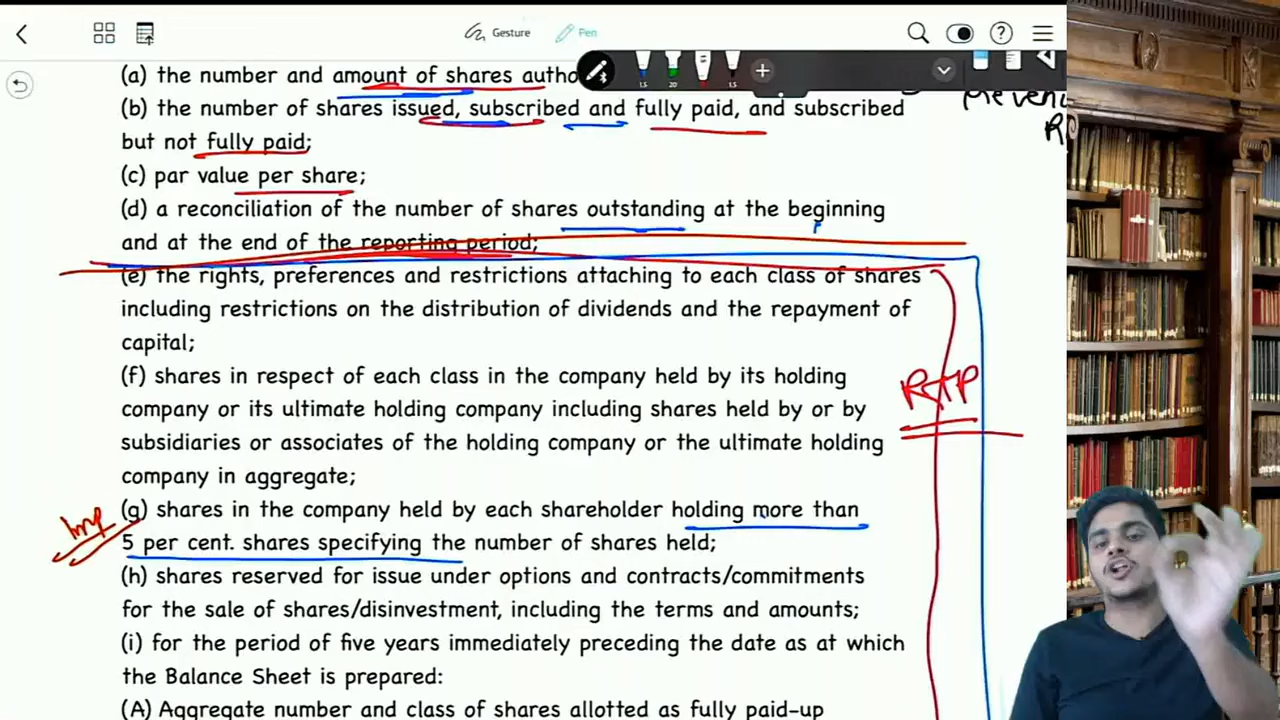 Gesture
Pen
(a) the number and amount of shares autho
(b) the number of shares issued, subscribed and fully paid, and subscribed
but not fully paid;
(c) par value per share;
(d) a reconciliation of the number of shares outstanding at the beginning
and at the end of the reporting period;
(e) the rights, preferences and restrictions attaching to each class of shares
including restrictions on the distribution of dividends and the repayment of
capital;
(f) shares in respect of each class in the company held by its holding
company or its ultimate holding company including shares held by or by
subsidiaries or associates of the holding company or the ultimate holding
company in aggregate;
RTP
Imp
(g) shares in the company held by each shareholder holding more than
5 per cent. shares specifying the number of shares held;
(h) shares reserved for issue under options and contracts/commitments
for the sale of shares/disinvestment, including the terms and amounts;
(i) for the period of five years immediately preceding the date as at which
the Balance Sheet is prepared:
(A) Aggregate number and class of shares allotted as fully paid-up